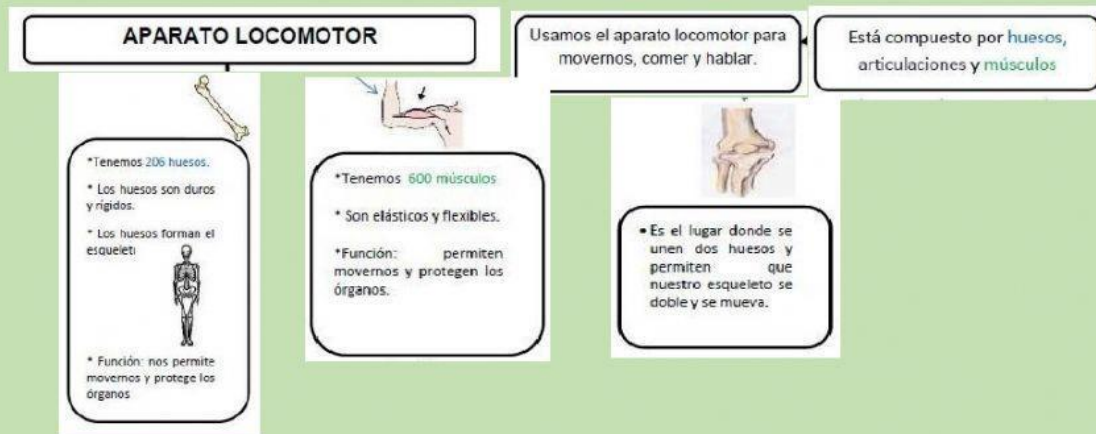 APARATO LOCOMOTOR
Usamos el aparato locomotor para
movernos, comer y hablar.
Está compuesto por huesos,
articulaciones y músculos
*Tenemos 206 huesos.
* Los huesos son duros
y rígidos.
* Los huesos forman el
esquelet
* Función: nos permite
movernos y protege los
órganos
*Tenemos 600 músculos
* Son elásticos y flexibles.
*Función: permiten
movernos y protegen los
órganos.
• Es el lugar donde se
unen dos huesos y
permiten que
nuestro esqueleto se
doble y se mueva.